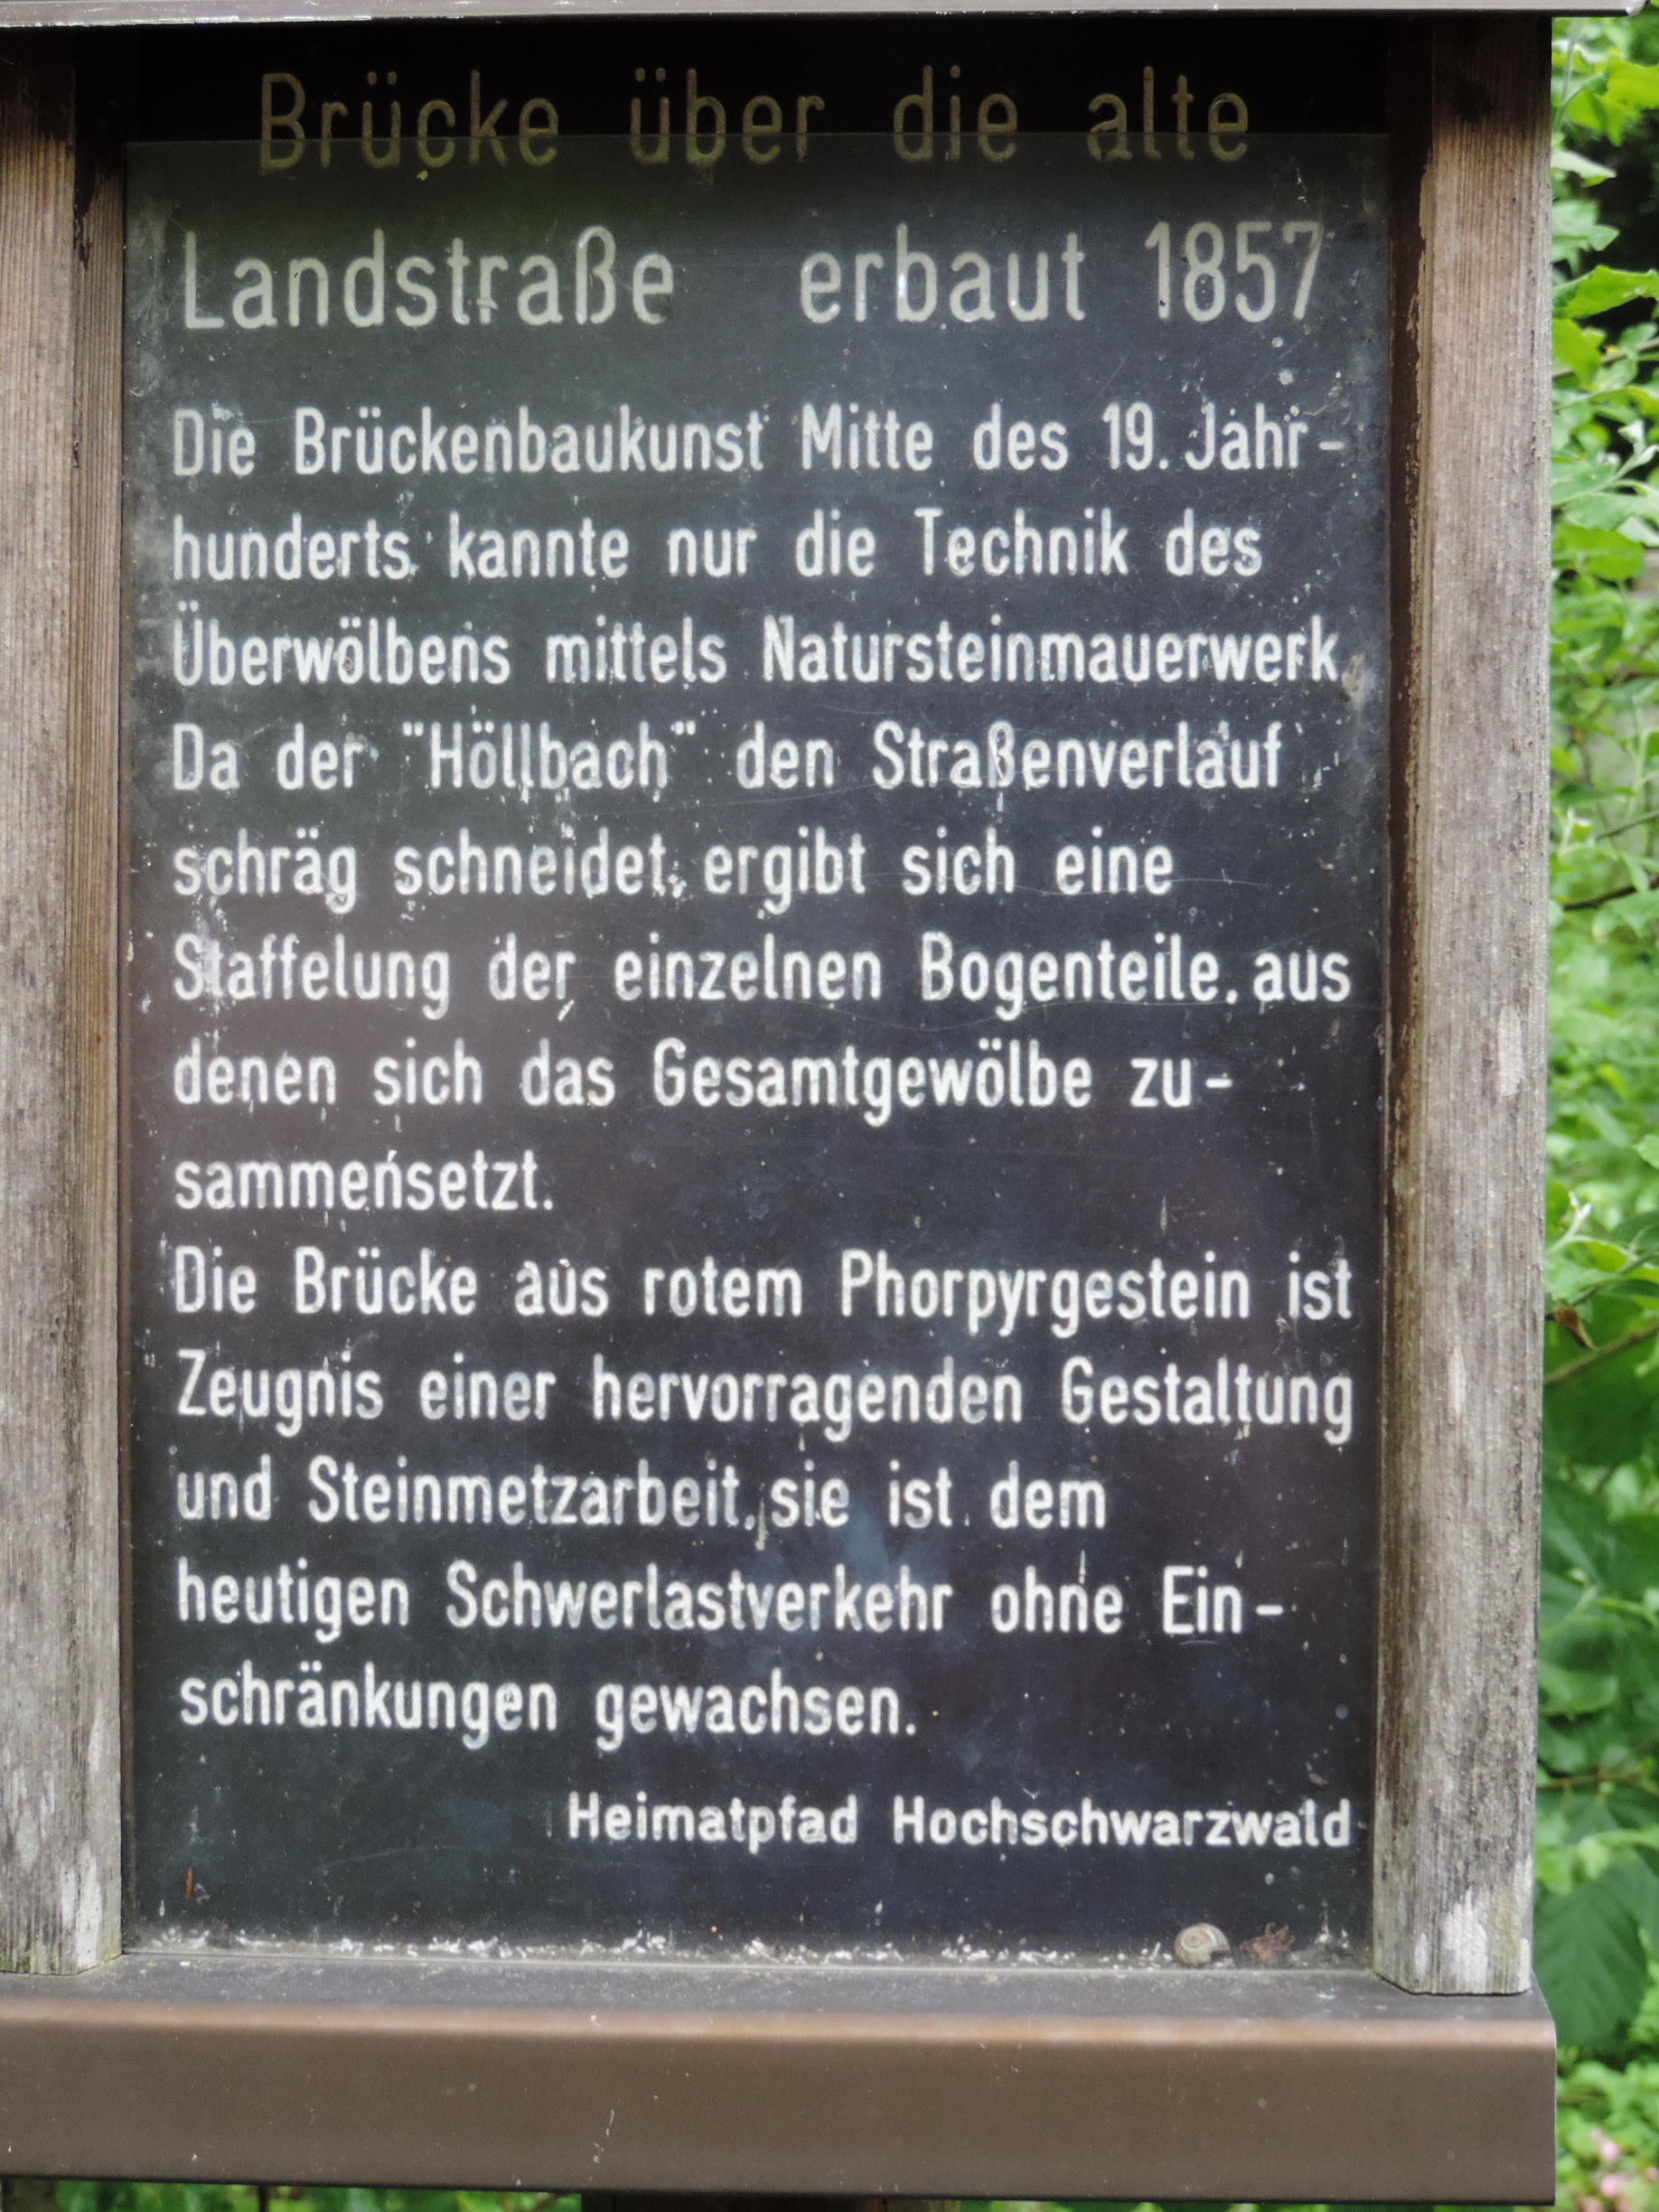 Brücke über die alte
Landstraße erbaut 1857
Die Brückenbaukunst Mitte des 19. Jahr-
hunderts kannte nur die Technik des
Überwölbens mittels Natursteinmauerwerk.
Da der "Höllbach" den Straßenverlauf
schräg schneidet, ergibt sich eine
Staffelung der einzelnen Bogenteile, aus
denen sich das Gesamtgewölbe zu-
sammensetzt.
Die Brücke aus rotem Phorpyrgestein ist
Zeugnis einer hervorragenden Gestaltung
und Steinmetzarbeit, sie ist dem
heutigen Schwerlastverkehr ohne Ein-
schränkungen gewachsen.
Heimatpfad Hochschwarzwald